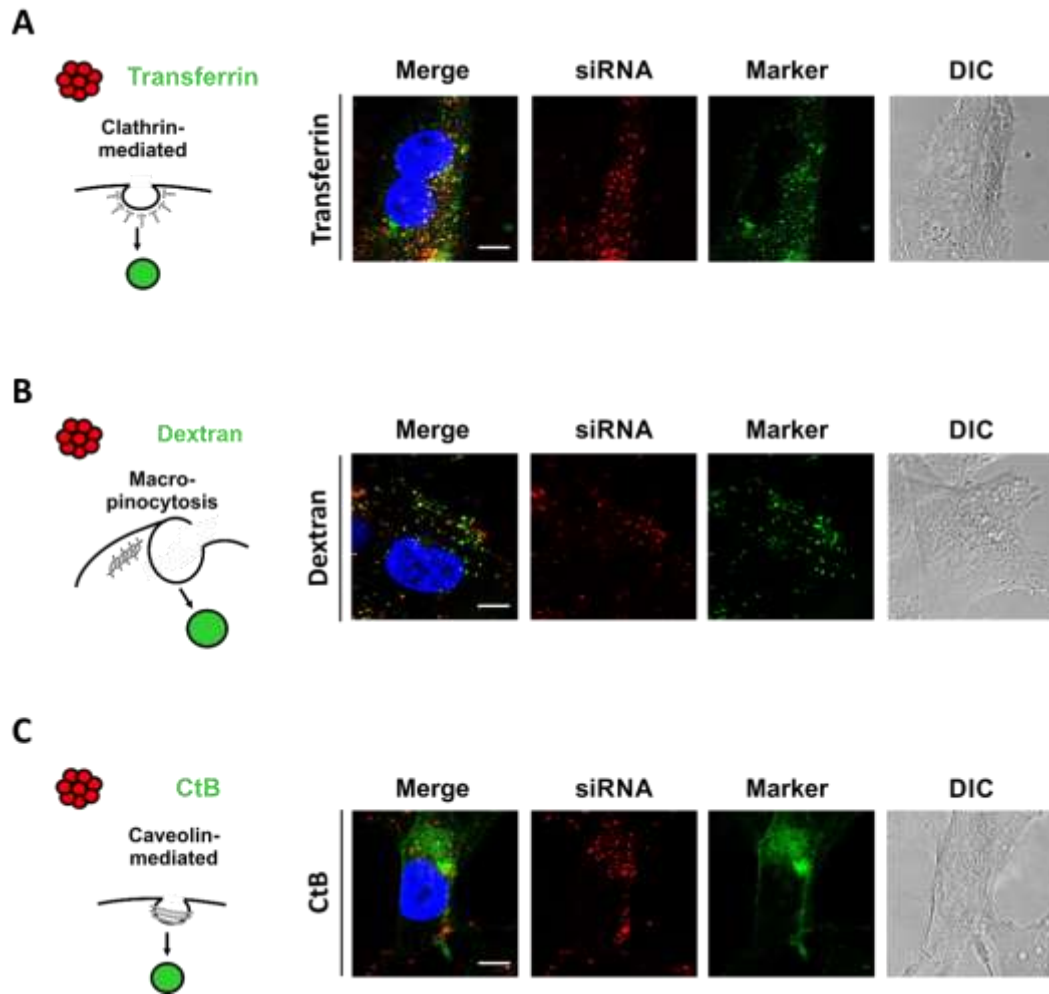 A
Transferrin
Clathrin-
mediated
Merge siRNA Marker DIC
Transferrin
B
Dextran
Macro-
pinocytosis
Merge siRNA Marker DIC
Dextran
C
CtB
Caveolin-
mediated
Merge siRNA Marker DIC
CtB